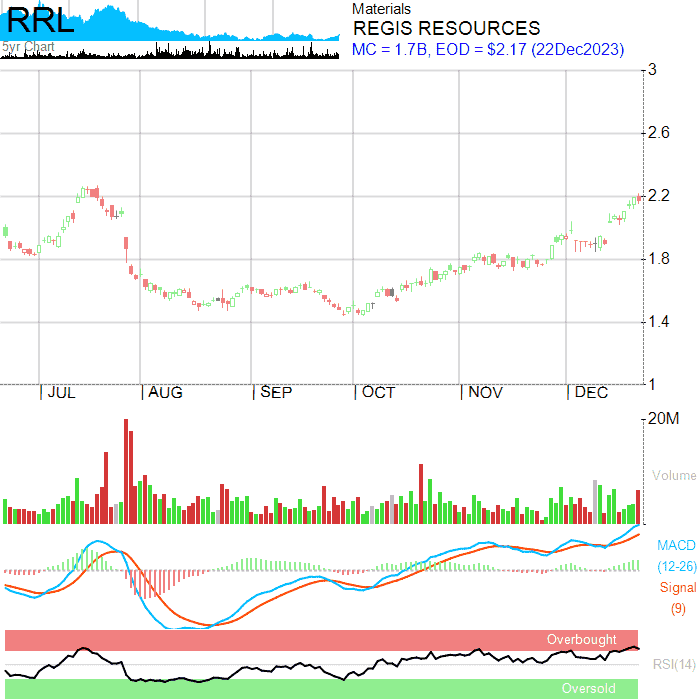 RRL
5yr Chart
Materials
REGIS RESOURCES
MC = 1.7B, EOD = $2.17 (22Dec2023)
3
2.6
2.2
1.8
1.4
1
JUL AUG SEP OCT NOV DEC
20M
Volume
MACD
(12-26)
Signal
(9)
Overbought
RSI(14)
Oversold